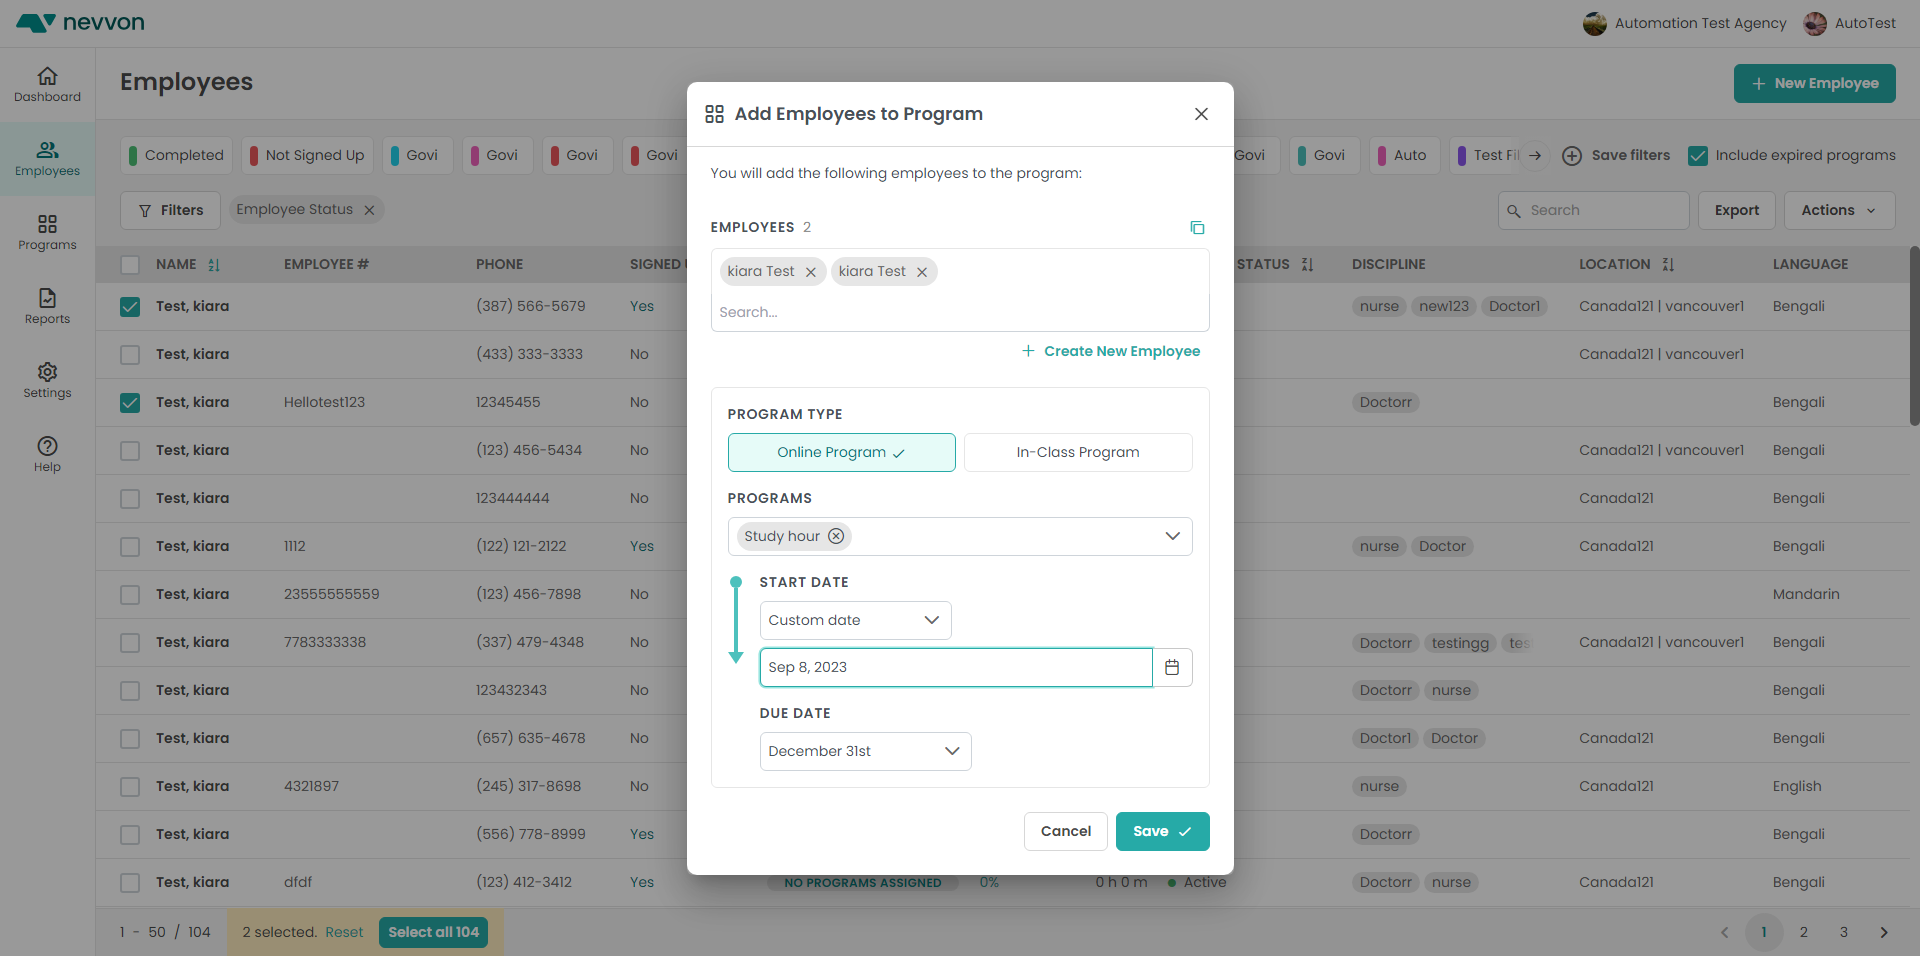 nevvon
Automation Test Agency
AutoTest
Dashboard
Employees
Programs
Reports
Settings
Help
Employees
New Employee
Completed
Not Signed Up
Govi
Govi
Govi
Govi
Govi
Govi
Auto
Test
Save filters
Include expired programs
Filters
Employee Status
Search
Export
Actions
NAME EMPLOYEE # PHONE SIGNED STATUS DISCIPLINE LOCATION LANGUAGE
Test, kiara (387) 566-5679 Yes nurse new123 Doctor1 Canada121 | vancouver1 Bengali
Test, kiara (433) 333-3333 No Canada121 | vancouver1
Test, kiara Hellotest123 12345455 No Doctorr Bengali
Test, kiara (123) 456-5434 No Canada121 | vancouver1 Bengali
Test, kiara 123444444 No Canada121 Bengali
Test, kiara 1112 (122) 121-2122 Yes nurse Doctor Canada121 Bengali
Test, kiara 23555555559 (123) 456-7898 No Mandarin
Test, kiara 7783333338 (337) 479-4348 No Doctorr testingg Canada121 | vancouver1 Bengali
Test, kiara 123432343 No Doctorr nurse Bengali
Test, kiara (657) 635-4678 No Doctor1 Doctor Canada121 Bengali
Test, kiara 4321897 (245) 317-8698 No nurse Canada121 English
Test, kiara (556) 778-8999 Yes Doctorr Bengali
Test, kiara dfdf (123) 412-3412 Yes NO PROGRAMS ASSIGNED 0% 0 h 0 m Active Doctorr nurse Canada121 Bengali
1 - 50 / 104
2 selected. Reset
Select all 104
1 2 3
Add Employees to Program
You will add the following employees to the program:
EMPLOYEES 2
kiara Test kiara Test
Search...
Create New Employee
PROGRAM TYPE
Online Program In-Class Program
PROGRAMS
Study hour
START DATE
Custom date
Sep 8, 2023
DUE DATE
December 31st
Cancel Save